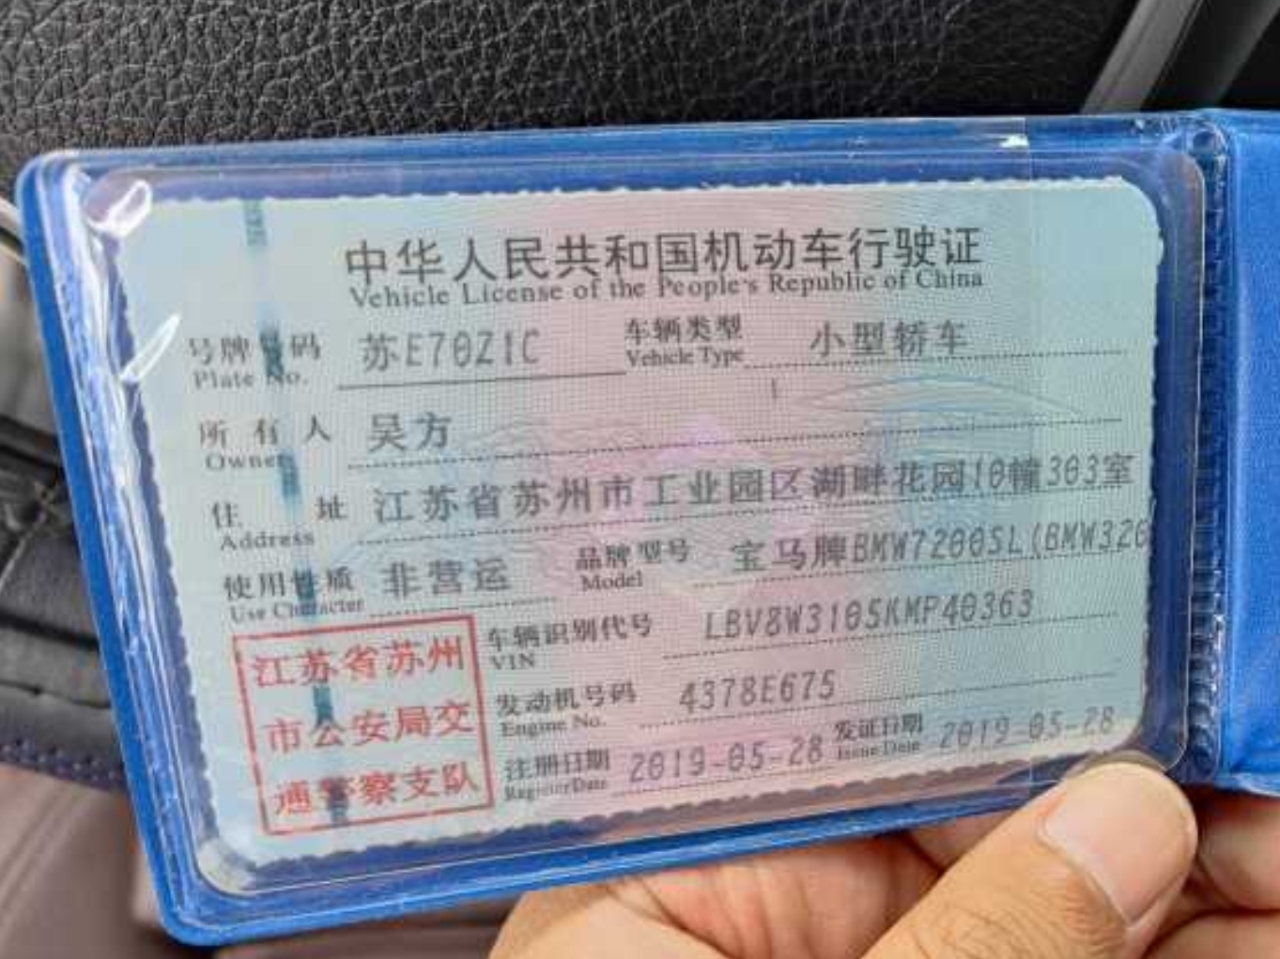 中华人民共和国机动车行驶证
Vehicle License of the People's Republic of China
号牌号码 苏E70Z1C 车辆类型 小型轿车
Plate No. Vehicle Type
所有人 吴方
Owner
住址 江苏省苏州市工业园区湖畔花园10幢303室
Address
使用性质 非营运 品牌型号 宝马牌BMW7200SL(BMW320
Use Character Model
江苏省苏州
市公安局交
通警察支队
车辆识别代号 LBV8W3105KMP40363
VIN
发动机号码 4378E675
Engine No.
注册日期 2019-05-28 发证日期 2019-05-28
Register Date Issue Date